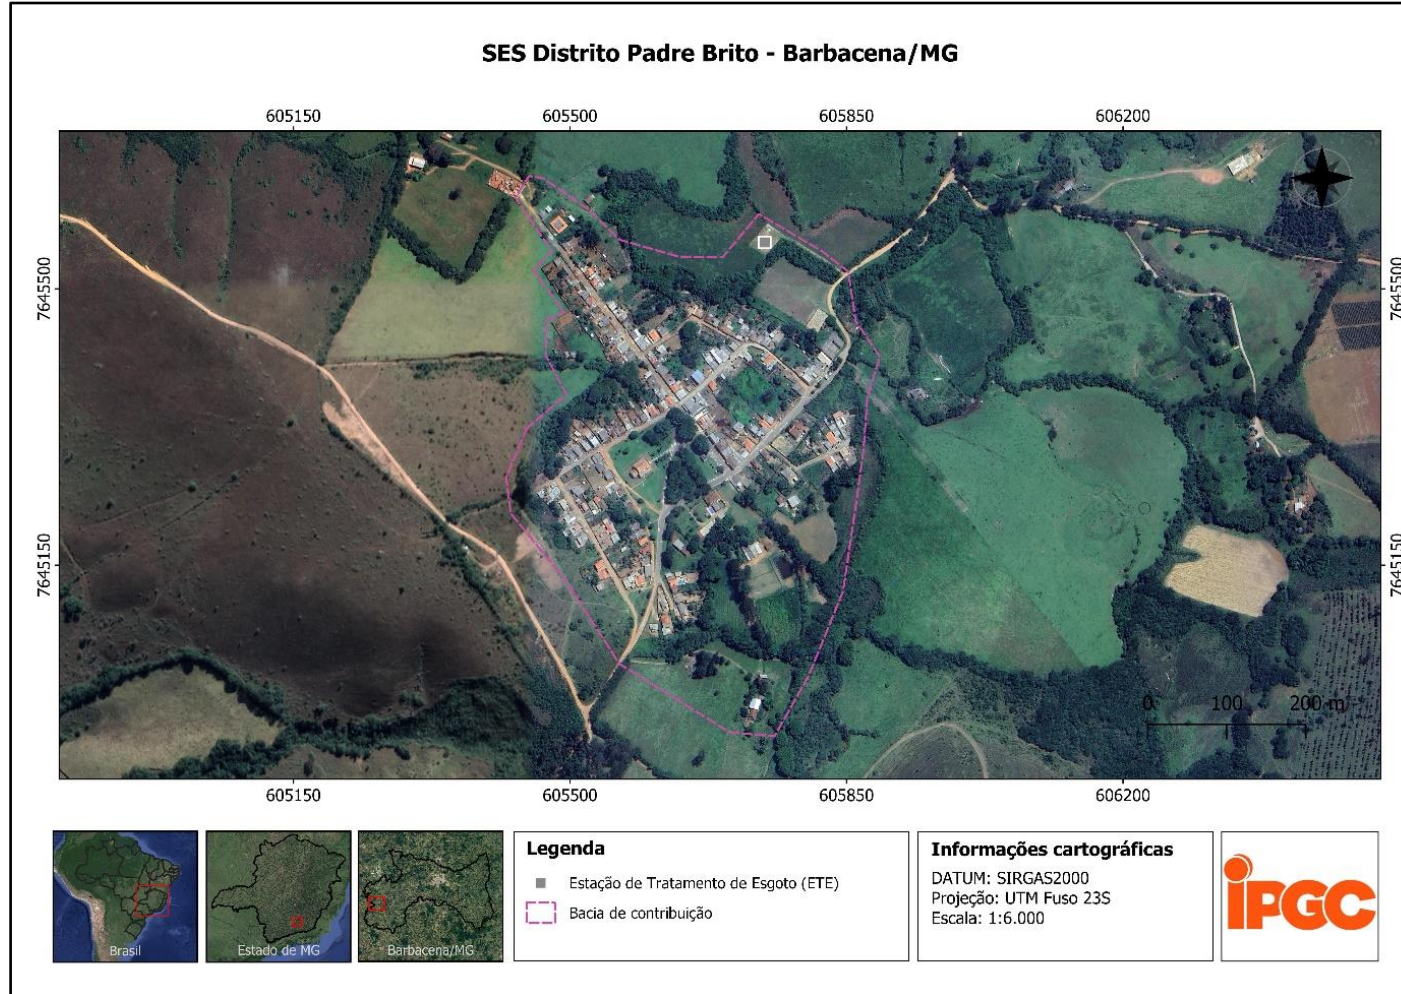 SES Distrito Padre Brito - Barbacena/MG
605150 605500 605850 606200
7645500 7645500
7645150 7645150
0 100 200 m
605150 605500 605850 606200
Brasil
Estado de MG
Barbacena/MG
Legenda
Estação de Tratamento de Esgoto (ETE)
Bacia de contribuição
Informações cartográficas
DATUM: SIRGAS2000
Projeção: UTM Fuso 23S
Escala: 1:6.000
iPGC